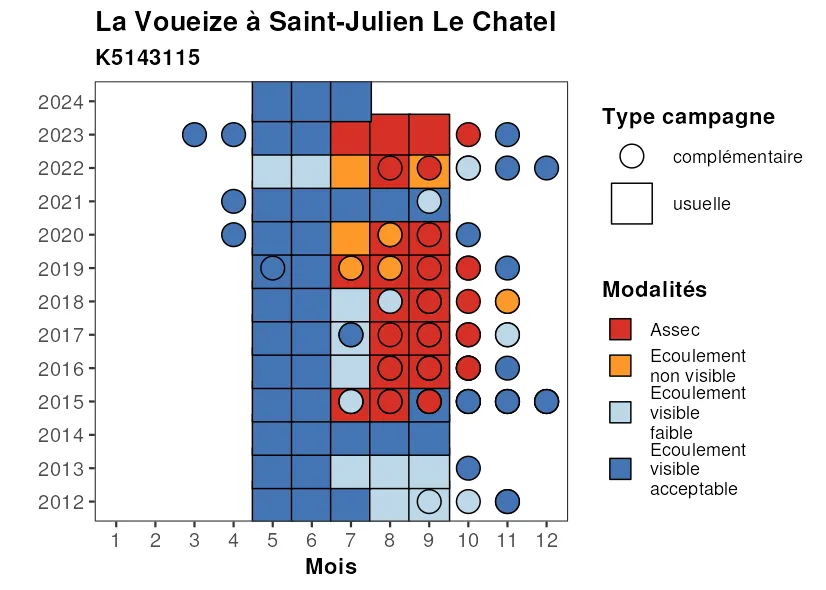 La Voueize à Saint-Julien Le Chatel
K5143115
2024
2023
2022
2021
2020
2019
2018
2017
2016
2015
2014
2013
2012
1 2 3 4 5 6 7 8 9 10 11 12
Mois
Type campagne
complémentaire
usuelle
Modalités
Assec
Ecoulement
non visible
Ecoulement
visible
faible
Ecoulement
visible
acceptable